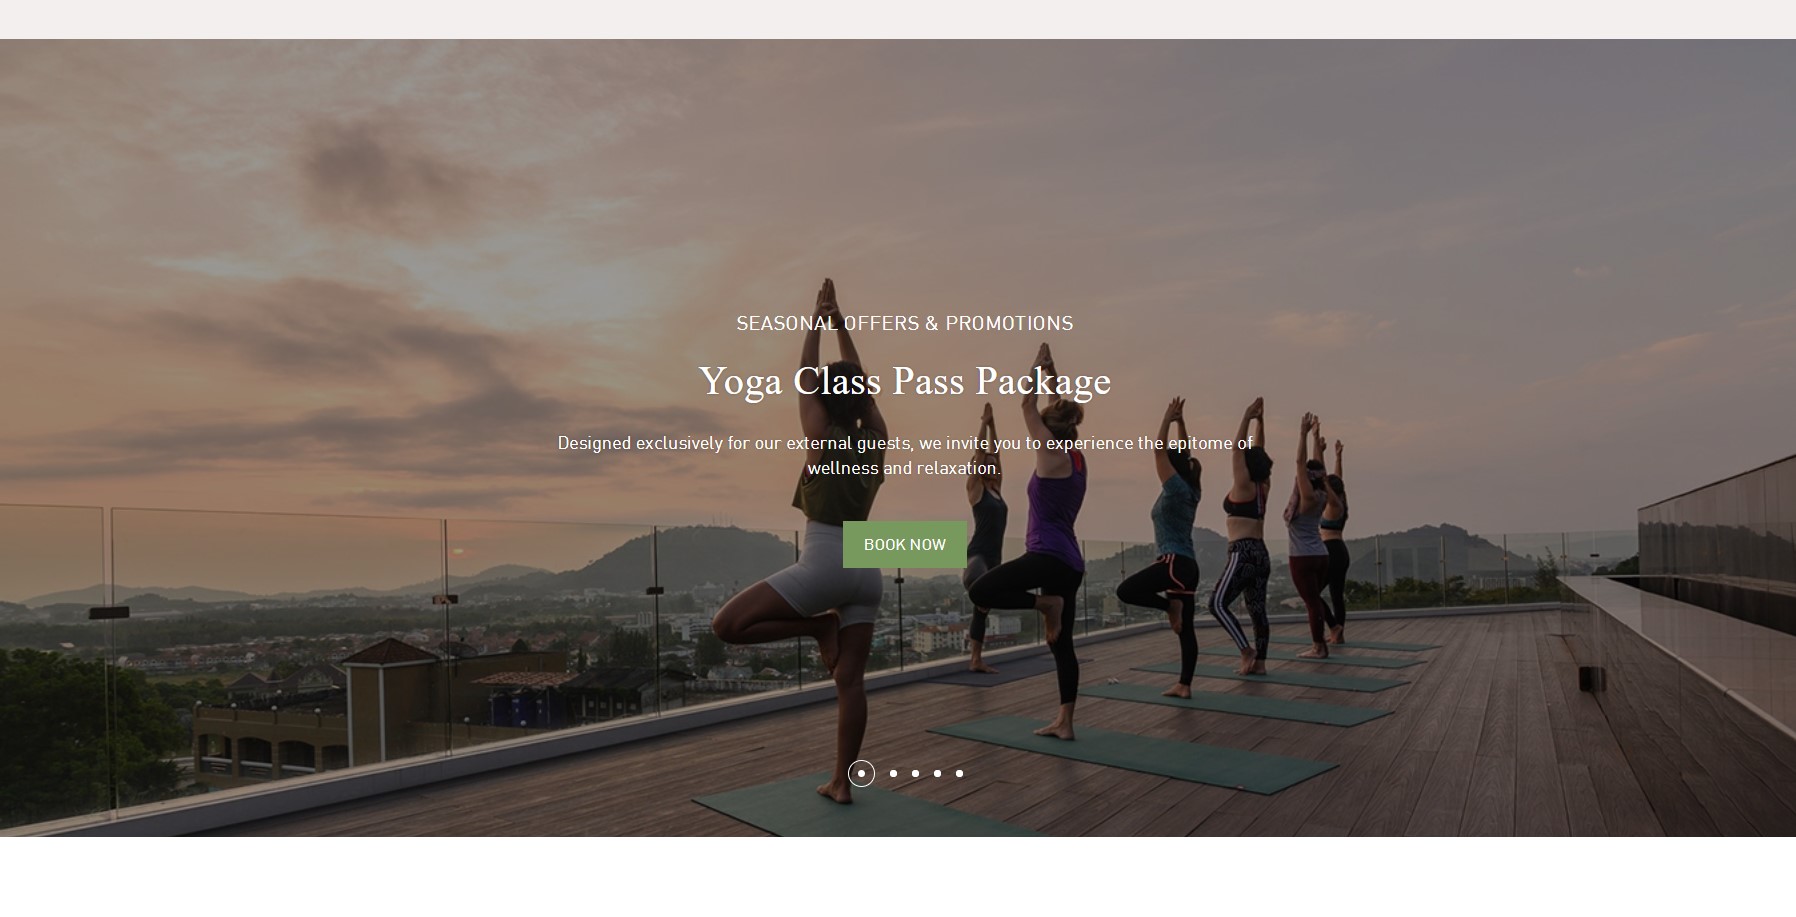 SEASONAL OFFERS & PROMOTIONS
Yoga Class Pass Package
Designed exclusively for our external guests, we invite you to experience the epitome of
wellness and relaxation.
BOOK NOW